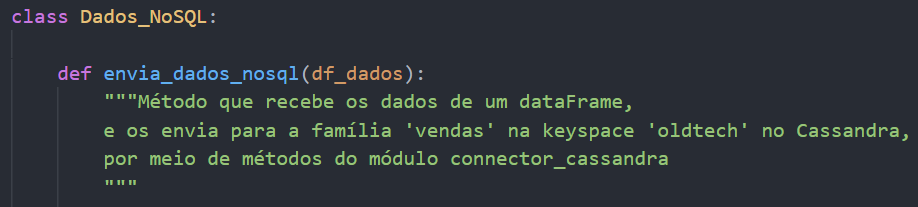 class Dados_NoSQL:
def envia_dados_nosql(df_dados):
"""Método que recebe os dados de um dataFrame,
e os envia para a família 'vendas' na keyspace 'oldtech' no Cassandra,
por meio de métodos do módulo connector_cassandra
"""